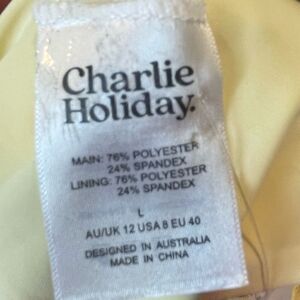 Charlie
Holiday.
MAIN: 76% POLYESTER
24% SPANDEX
LINING: 76% POLYESTER
24% SPANDEX
L
AU/UK 12 USA 8 EU 40
DESIGNED IN AUSTRALIA
MADE IN CHINA